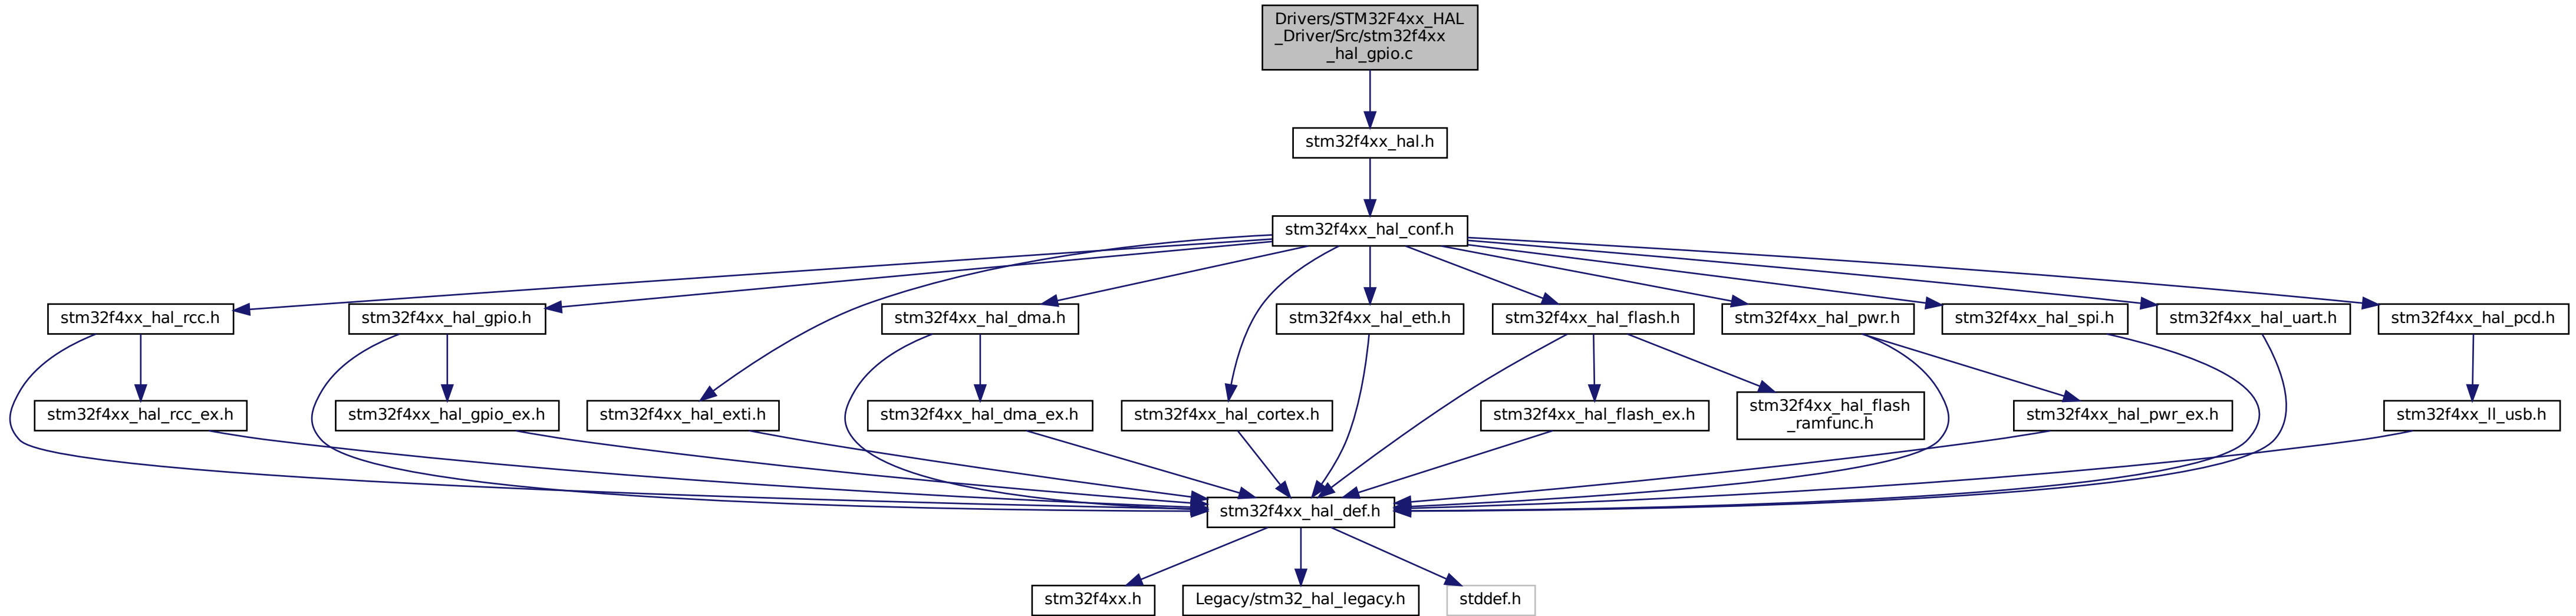 Drivers/STM32F4xx_HAL
_Driver/Src/stm32f4xx
_hal_gpio.c
stm32f4xx_hal.h
stm32f4xx_hal_conf.h
stm32f4xx_hal_rcc.h
stm32f4xx_hal_gpio.h
stm32f4xx_hal_dma.h
stm32f4xx_hal_eth.h
stm32f4xx_hal_flash.h
stm32f4xx_hal_pwr.h
stm32f4xx_hal_spi.h
stm32f4xx_hal_uart.h
stm32f4xx_hal_pcd.h
stm32f4xx_hal_rcc_ex.h
stm32f4xx_hal_gpio_ex.h
stm32f4xx_hal_exti.h
stm32f4xx_hal_dma_ex.h
stm32f4xx_hal_cortex.h
stm32f4xx_hal_flash_ex.h
stm32f4xx_hal_flash
_ramfunc.h
stm32f4xx_hal_pwr_ex.h
stm32f4xx_ll_usb.h
stm32f4xx_hal_def.h
stm32f4xx.h
Legacy/stm32_hal_legacy.h
stddef.h